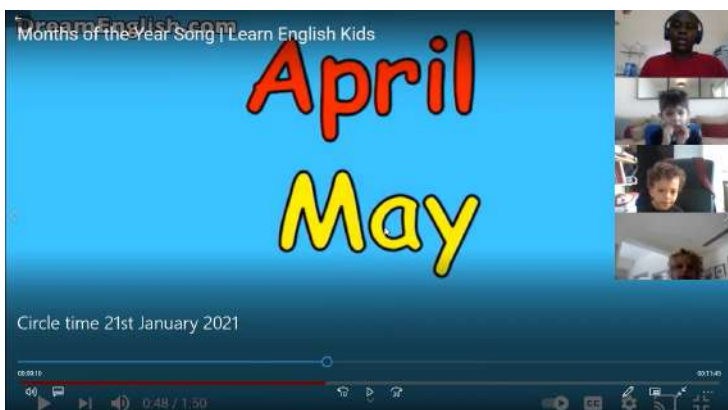 DreamEnglish.com
Months of the Year Song | Learn English Kids
April
May
Circle time 21st January 2021
0:48 / 1:50
CC